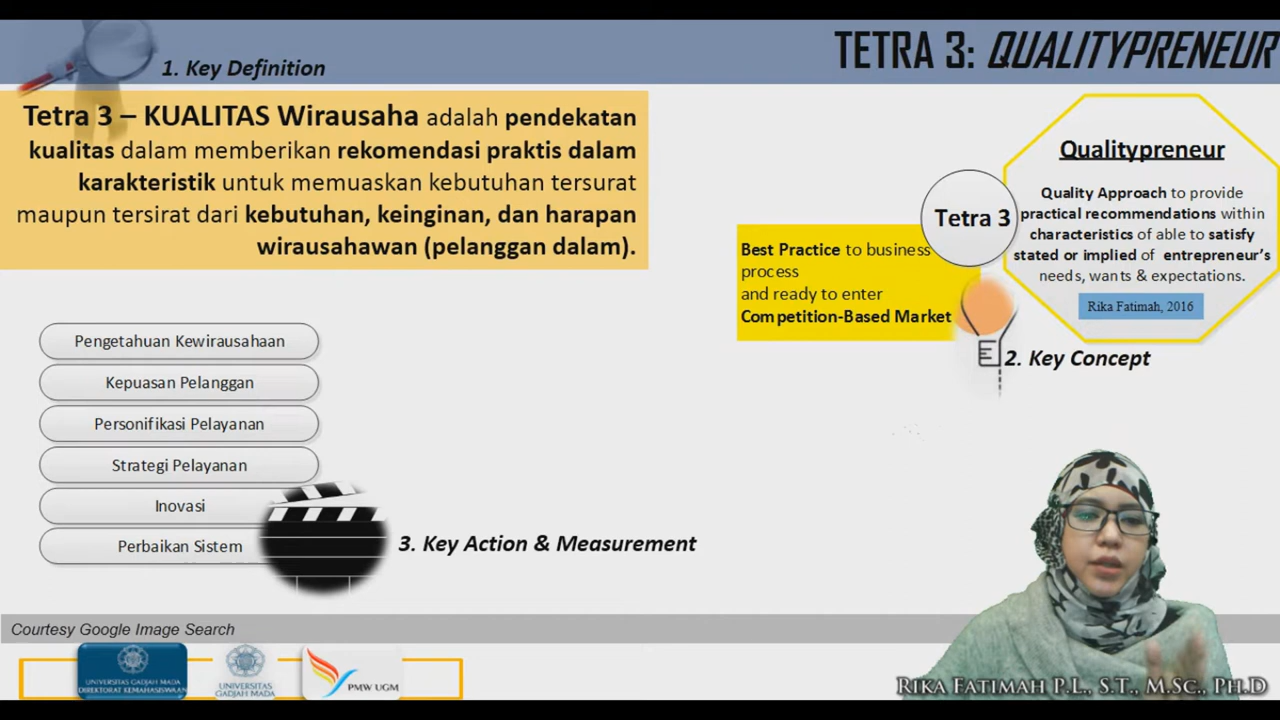 TETRA 3: QUALITYPRENEUR
1. Key Definition
Tetra 3 – KUALITAS Wirausaha adalah pendekatan
kualitas dalam memberikan rekomendasi praktis dalam
karakteristik untuk memuaskan kebutuhan tersurat
maupun tersirat dari kebutuhan, keinginan, dan harapan
wirausahawan (pelanggan dalam).
Qualitypreneur
Quality Approach to provide
practical recommendations within
characteristics of able to satisfy
stated or implied of entrepreneur's
needs, wants & expectations.
Rika Fatimah, 2016
Tetra 3
Best Practice to business
process
and ready to enter
Competition-Based Market
2. Key Concept
Pengetahuan Kewirausahaan
Kepuasan Pelanggan
Personifikasi Pelayanan
Strategi Pelayanan
Inovasi
Perbaikan Sistem
3. Key Action & Measurement
Courtesy Google Image Search
UNIVERSITAS GADJAH MADA
DIREKTORAT KEMAHASISWAAN
UNIVERSITAS
GADJAH MADA
PMW UGM
RIKA FATIMAH P.L., S.T., M.SC., PH.D